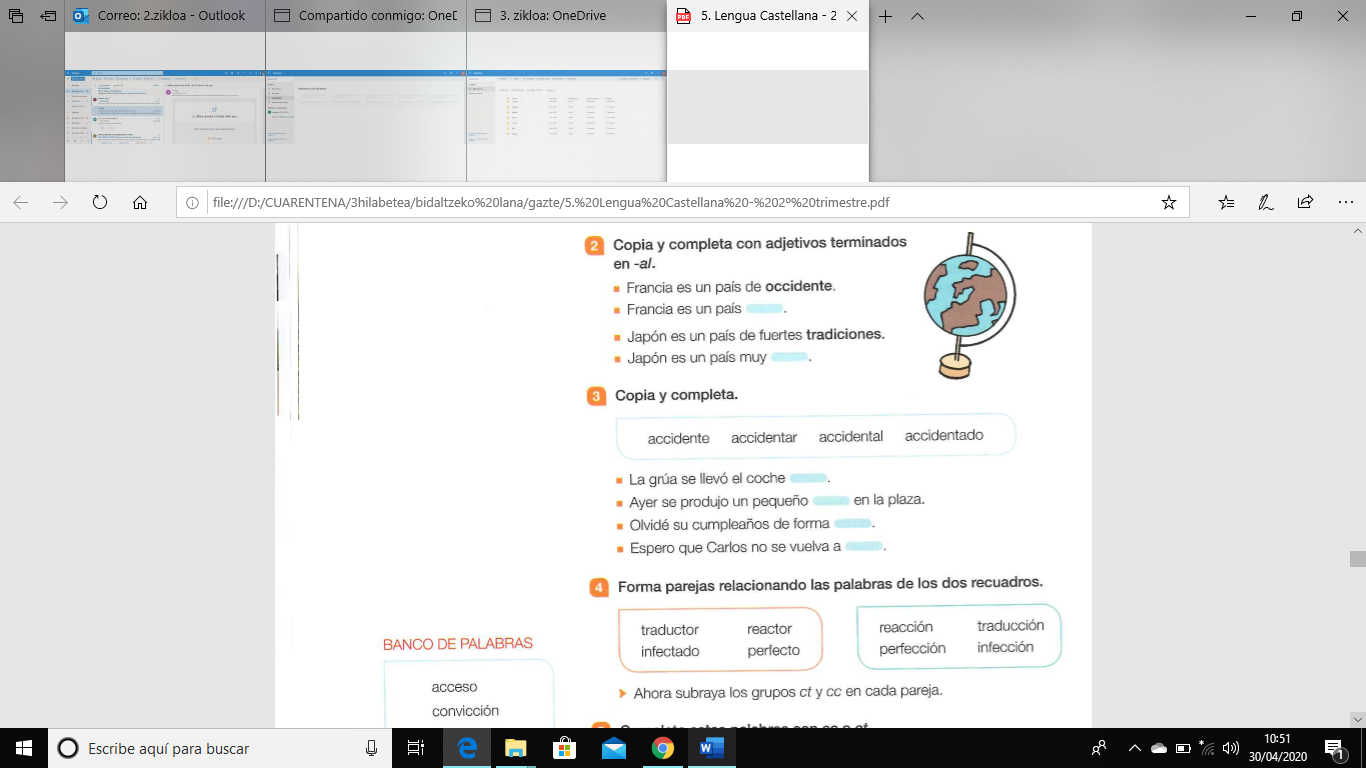 Correo: 2.zikloa - Outlook
Compartido conmigo: OneD
3. zikloa: OneDrive
5. Lengua Castellana - 2
file:///D:/CUARENTENA/3hilabetea/bidaltzeko%20lana/gazte/5.%20Lengua%20Castellana%20-%202º%20trimestre.pdf
2 Copia y completa con adjetivos terminados
en -al.
Francia es un país de occidente.
Francia es un país .
Japón es un país de fuertes tradiciones.
Japón es un país muy .
3 Copia y completa.
accidente accidentar accidental accidentado
La grúa se llevó el coche .
Ayer se produjo un pequeño en la plaza.
Olvidé su cumpleaños de forma .
Espero que Carlos no se vuelva a .
4 Forma parejas relacionando las palabras de los dos recuadros.
traductor reactor
infectado perfecto
reacción traducción
perfección infección
Ahora subraya los grupos ct y cc en cada pareja.
BANCO DE PALABRAS
acceso
convicción
Escribe aquí para buscar
10:51
30/04/2020
1